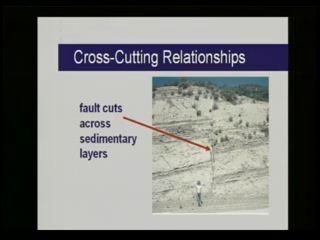 Cross-Cutting Relationships
fault cuts
across
sedimentary
layers